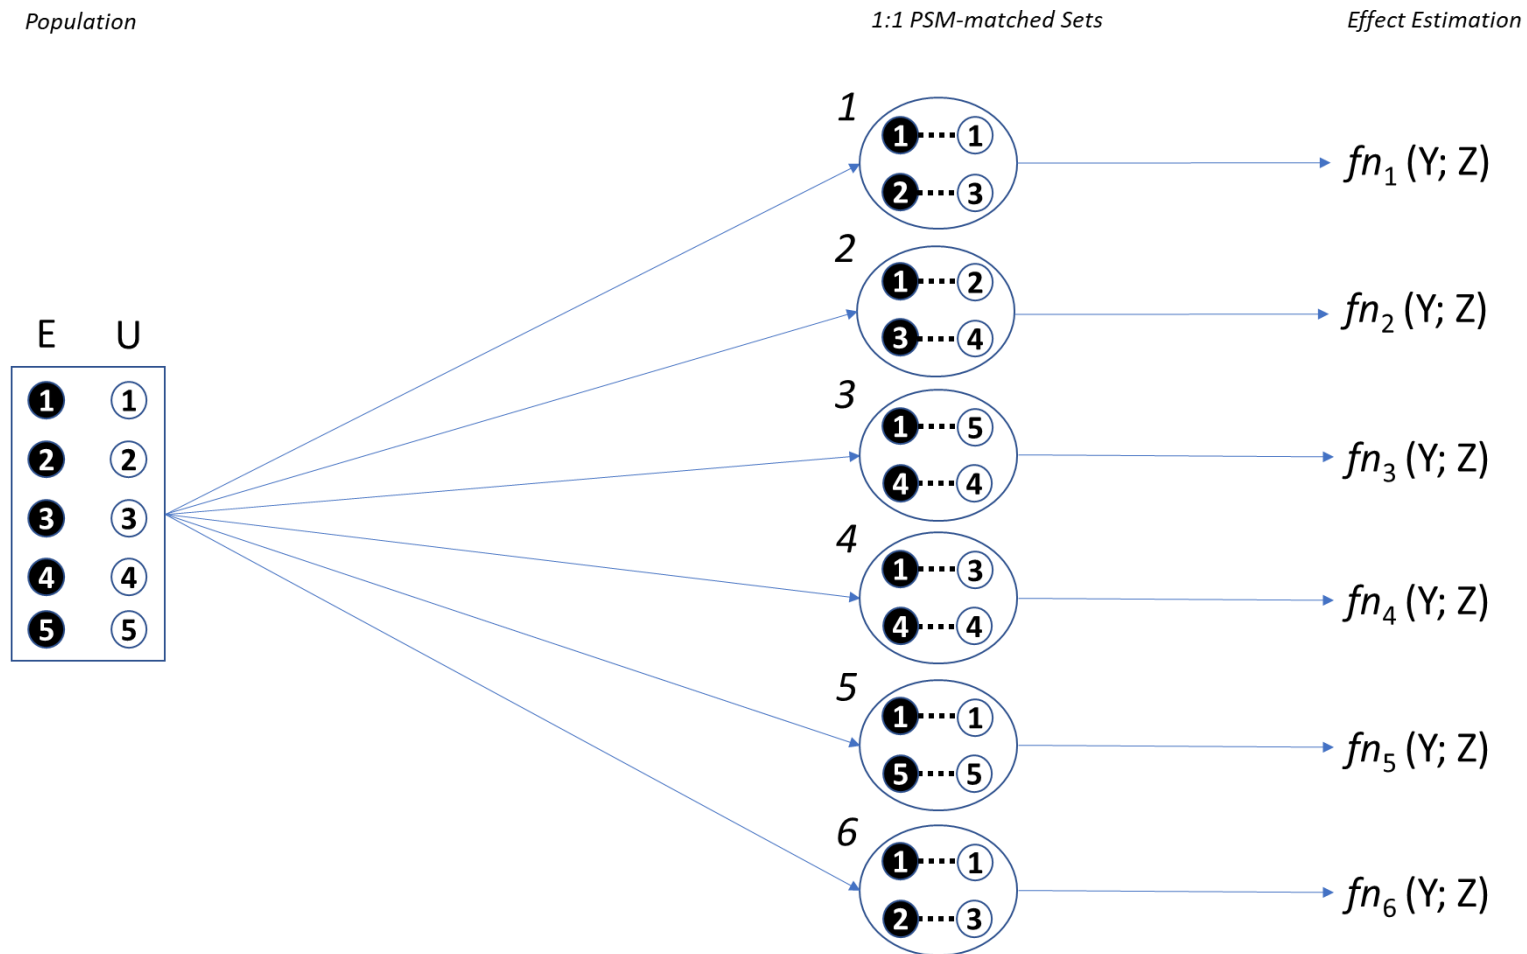 Population
1:1 PSM-matched Sets
Effect Estimation
E U
1 1
2 2
3 3
4 4
5 5
1
1 1
2 3
fn1 (Y; Z)
2
1 2
3 4
fn2 (Y; Z)
3
1 5
4 4
fn3 (Y; Z)
4
1 3
4 4
fn4 (Y; Z)
5
1 1
5 5
fn5 (Y; Z)
6
1 1
2 3
fn6 (Y; Z)